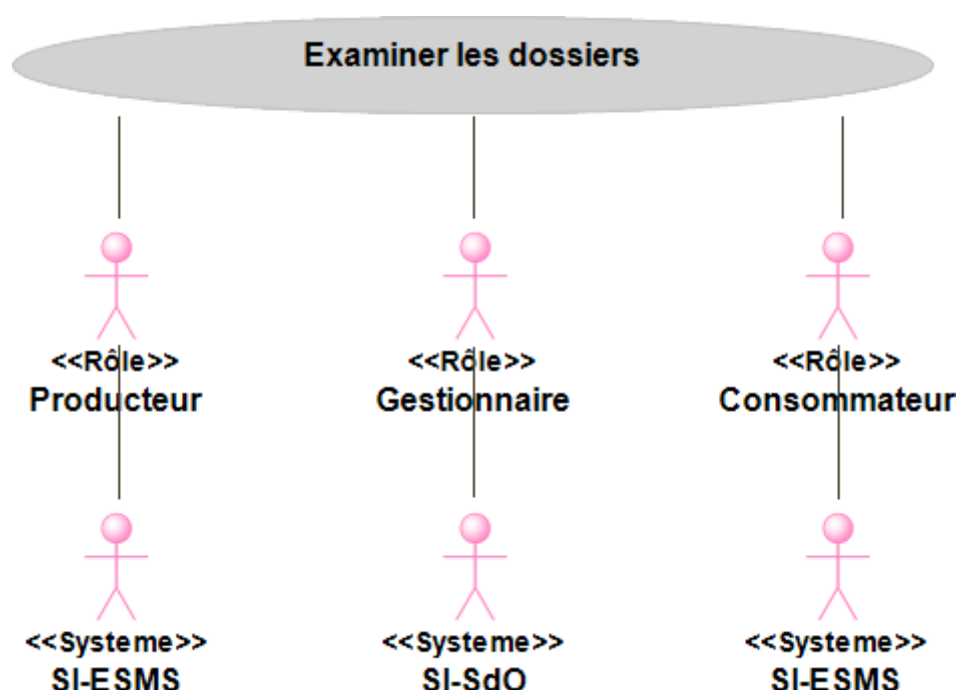 Examiner les dossiers
<<Rôle>> <<Rôle>> <<Rôle>>
Producteur Gestionnaire Consommateur
<<Systeme>> <<Systeme>> <<Systeme>>
SI-ESMS SI-SdO SI-ESMS